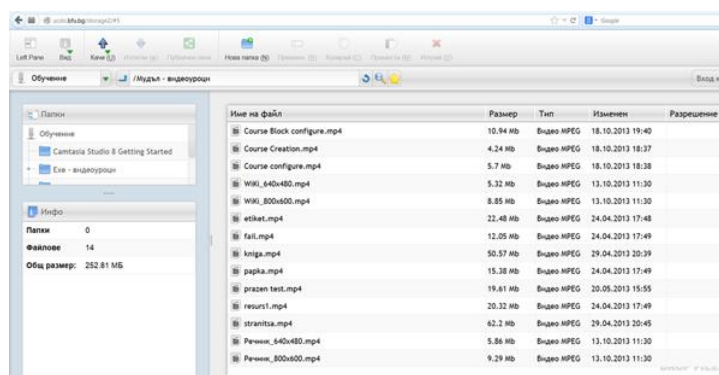 Google
Left Pane Вид Качи (U) Нова папка (N)
Обучение /Мудъл - видеоуроци Вход
Папки
Обучение
Camtasia Studio 8 Getting Started
Exe - видеоуроци
Инфо
Папки 0
Файлове 14
Общ размер: 252.81 МБ
Име на файл Размер Тип Изменен Разрешение
Course Block configure.mp4 10.94 Mb Видео MPEG 18.10.2013 19:40
Course Creation.mp4 4.24 Mb Видео MPEG 18.10.2013 18:37
Course configure.mp4 5.7 Mb Видео MPEG 18.10.2013 18:38
WiKi_640x480.mp4 5.32 Mb Видео MPEG 13.10.2013 11:30
WiKi_800x600.mp4 8.85 Mb Видео MPEG 13.10.2013 11:30
etiket.mp4 22.48 Mb Видео MPEG 24.04.2013 17:48
fail.mp4 12.05 Mb Видео MPEG 24.04.2013 17:49
kniga.mp4 50.57 Mb Видео MPEG 29.04.2013 20:39
papka.mp4 15.38 Mb Видео MPEG 24.04.2013 17:49
prazen test.mp4 19.61 Mb Видео MPEG 20.05.2013 15:55
resurs1.mp4 20.32 Mb Видео MPEG 24.04.2013 17:49
stranitsa.mp4 62.2 Mb Видео MPEG 29.04.2013 20:45
Речник_640x480.mp4 5.86 Mb Видео MPEG 13.10.2013 11:30
Речник_800x600.mp4 9.29 Mb Видео MPEG 13.10.2013 11:30